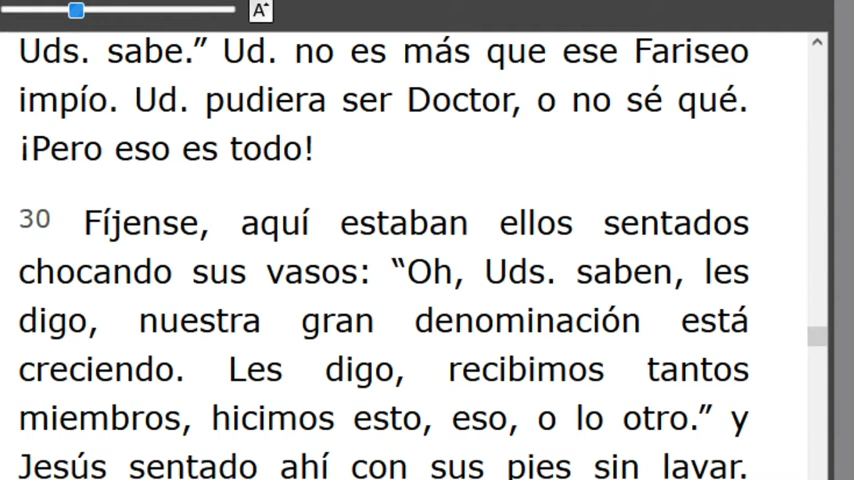 A
Uds. sabe.” Ud. no es más que ese Fariseo
impío. Ud. pudiera ser Doctor, o no sé qué.
¡Pero eso es todo!
30 Fíjense, aquí estaban ellos sentados
chocando sus vasos: “Oh, Uds. saben, les
digo, nuestra gran denominación está
creciendo. Les digo, recibimos tantos
miembros, hicimos esto, eso, o lo otro.” y
Jesús sentado ahí con sus pies sin lavar.